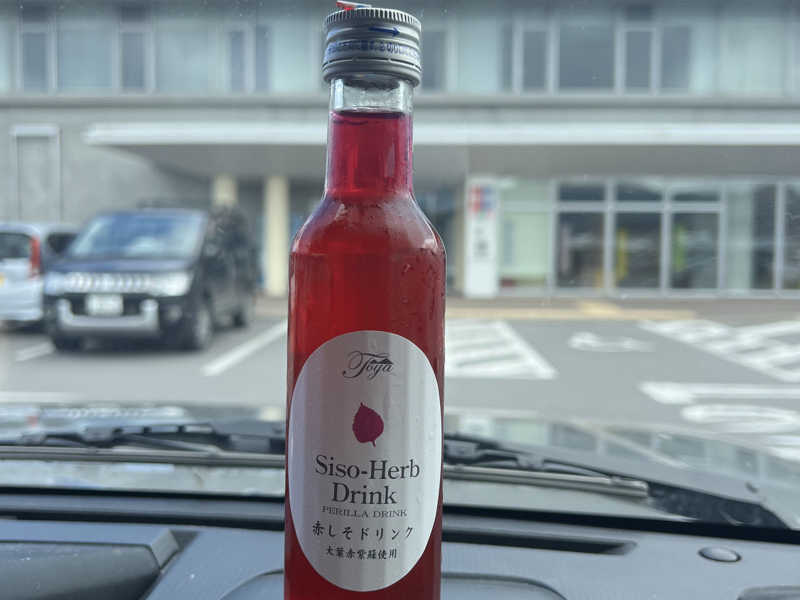 Toya
Siso-Herb
Drink
PERILLA DRINK
赤しそドリンク
大葉赤紫蘇使用